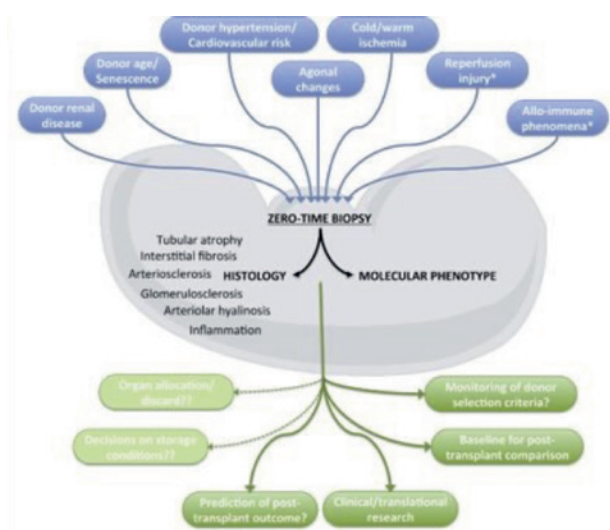 Donor hypertension/
Cardiovascular risk
Cold/warm
ischemia
Donor age/
Senescence
Agonal
changes
Reperfusion
injury*
Donor renal
disease
Allo-immune
phenomena*
ZERO-TIME BIOPSY
Tubular atrophy
Interstitial fibrosis
Arteriosclerosis
HISTOLOGY
MOLECULAR PHENOTYPE
Glomerulosclerosis
Arteriolar hyalinosis
Inflammation
Organ allocation/
discard??
Monitoring of donor
selection criteria?
Decisions on storage
conditions??
Baseline for post-
transplant comparison
Prediction of post-
transplant outcome?
Clinical/translational
research